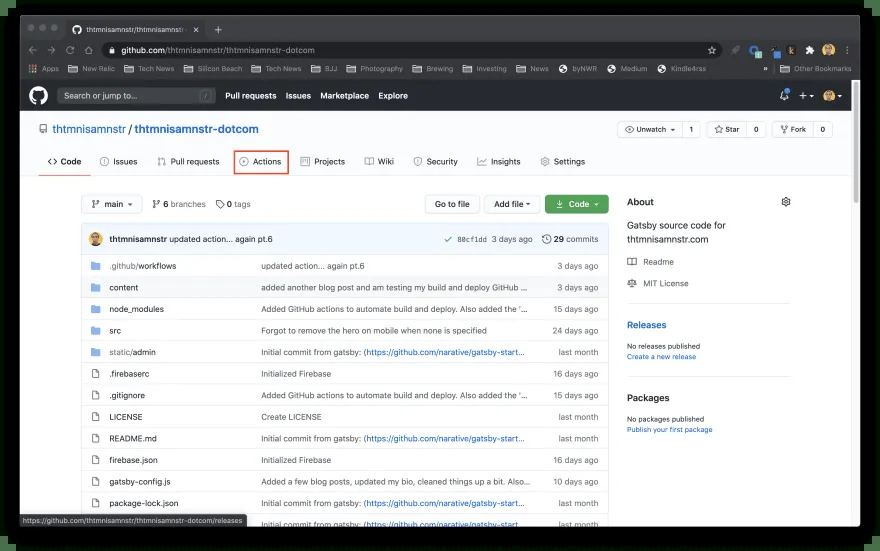 thtmnisamnstr/thtmnisamnstr-
github.com/thtmnisamnstr/thtmnisamnstr-dotcom
Apps New Relic Tech News Silicon Beach Tech News BJJ Photography Brewing Investing News byNWR Medium Kindle4rss » Other Bookmarks
Search or jump to... / Pull requests Issues Marketplace Explore
thtmnisamnstr / thtmnisamnstr-dotcom Unwatch 1 Star 0 Fork 0
Code Issues Pull requests Actions Projects Wiki Security Insights Settings
main 6 branches 0 tags Go to file Add file Code
thtmnisamnstr updated action... again pt.6 80cf1dd 3 days ago 29 commits
.github/workflows updated action... again pt.6 3 days ago
content added another blog post and am testing my build and deploy GitHub ... 3 days ago
node_modules Added GitHub actions to automate build and deploy. Also added the '... 15 days ago
src Forgot to remove the hero on mobile when none is specified 24 days ago
static/admin Initial commit from gatsby: (https://github.com/narative/gatsby-start... last month
.firebaserc Initialized Firebase 16 days ago
.gitignore Added GitHub actions to automate build and deploy. Also added the '... 15 days ago
LICENSE Create LICENSE last month
README.md Initial commit from gatsby: (https://github.com/narative/gatsby-start... last month
firebase.json Initialized Firebase 16 days ago
gatsby-config.js Added a few blog posts, updated my bio, cleaned things up a bit. Also... 10 days ago
package-lock.json Initial commit from gatsby: (https://github.com/narative/gatsby-start... last month
Initial commit from gatsby: (https://github.com/narative/gatsby-start... last month
About
Gatsby source code for
thtmnisamnstr.com
Readme
MIT License
Releases
No releases published
Create a new release
Packages
No packages published
Publish your first package
https://github.com/thtmnisamnstr/thtmnisamnstr-dotcom/releases